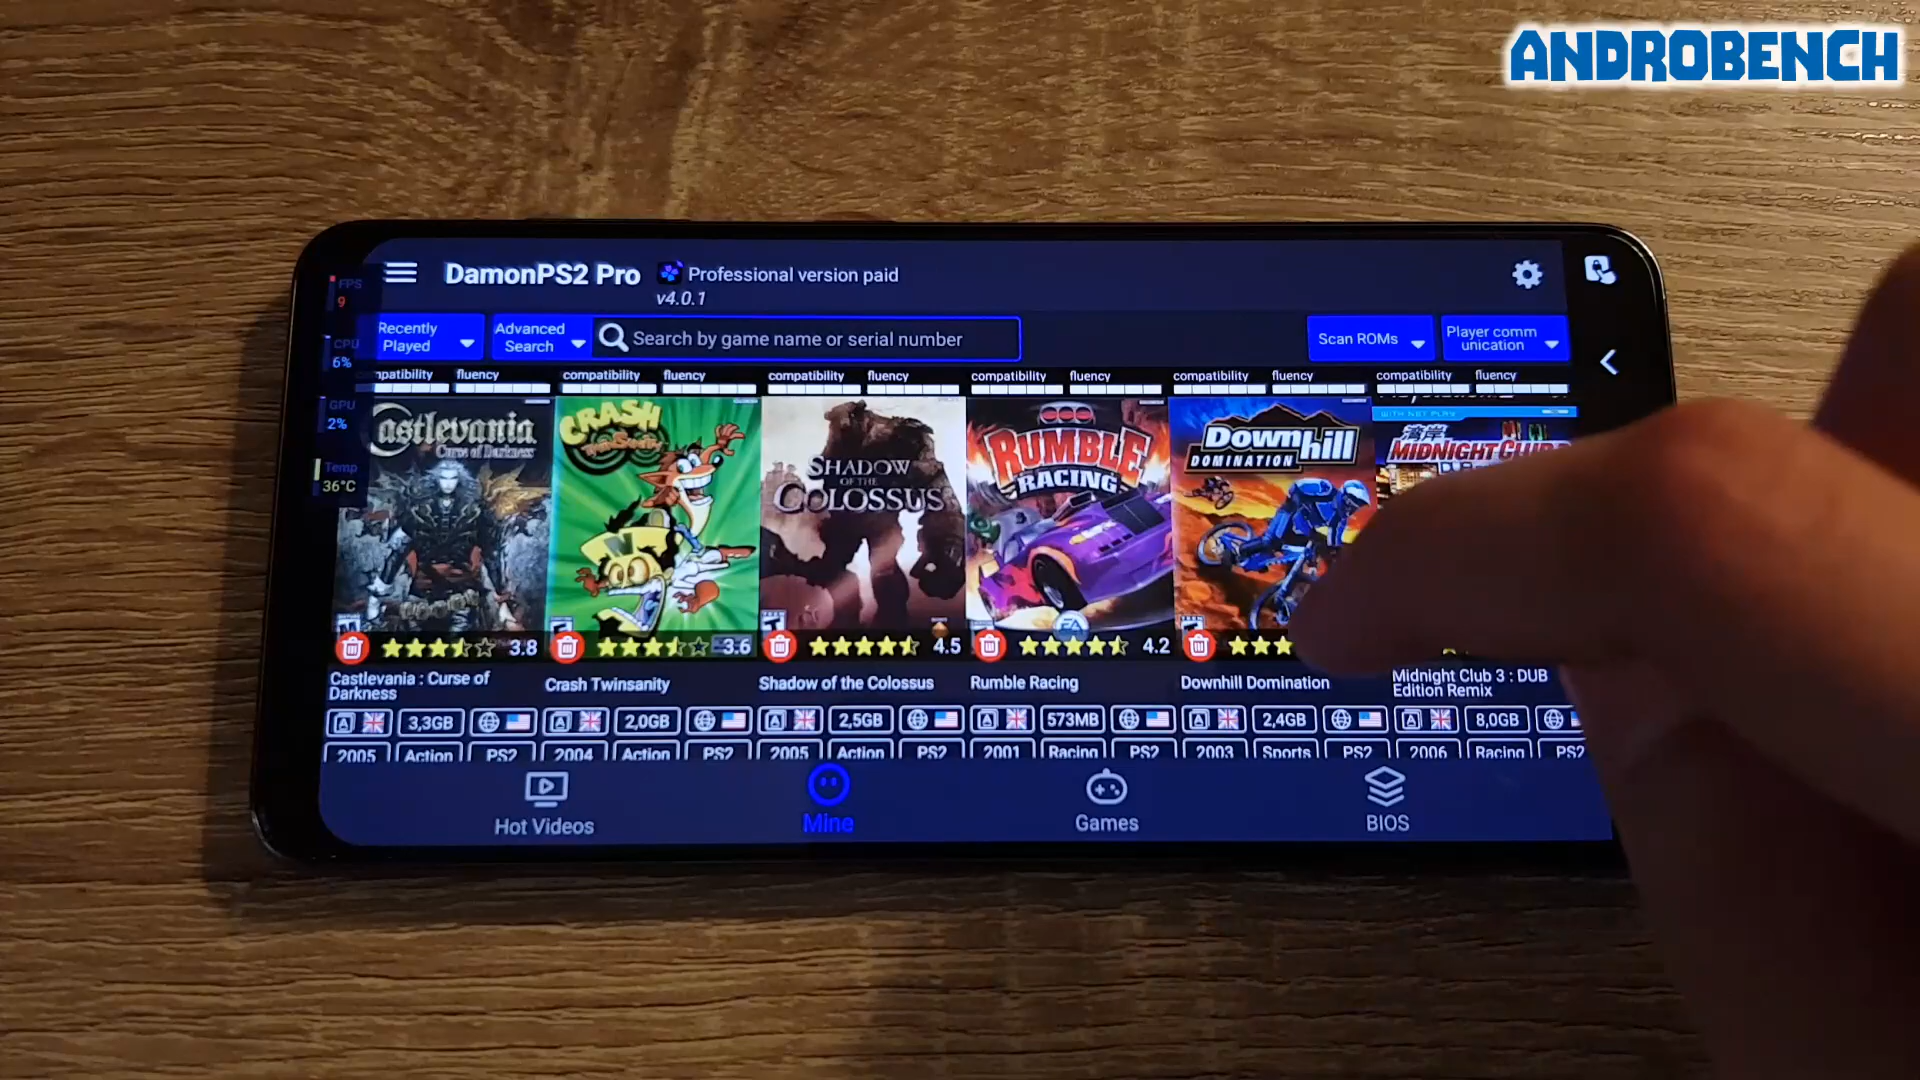 ANDROBENCH
DamonPS2 Pro
Professional version paid
v4.0.1
FPS
9
CPU
6%
GPU
2%
Temp
36°C
Recently
Played
Advanced
Search
Search by game name or serial number
Scan ROMs
Player comm
unication
compatibility fluency
compatibility fluency
compatibility fluency
compatibility fluency
compatibility fluency
compatibility fluency
Castlevania
Curse of Darkness
CRASH
TwinSanity
SHADOW
OF THE
COLOSSUS
RUMBLE
RACING
EA
Downhill
DOMINATION
WITH NET PLAY
MIDNIGHT CLUB
3.8
3.6
4.5
4.2
Castlevania : Curse of
Darkness
Crash Twinsanity
Shadow of the Colossus
Rumble Racing
Downhill Domination
Midnight Club 3 : DUB
Edition Remix
3,3GB
2,0GB
2,5GB
573MB
2,4GB
8,0GB
2005 Action PS2
2004 Action PS2
2005 Action PS2
2001 Racing PS2
2003 Sports PS2
2006 Racing PS2
Hot Videos
Mine
Games
BIOS